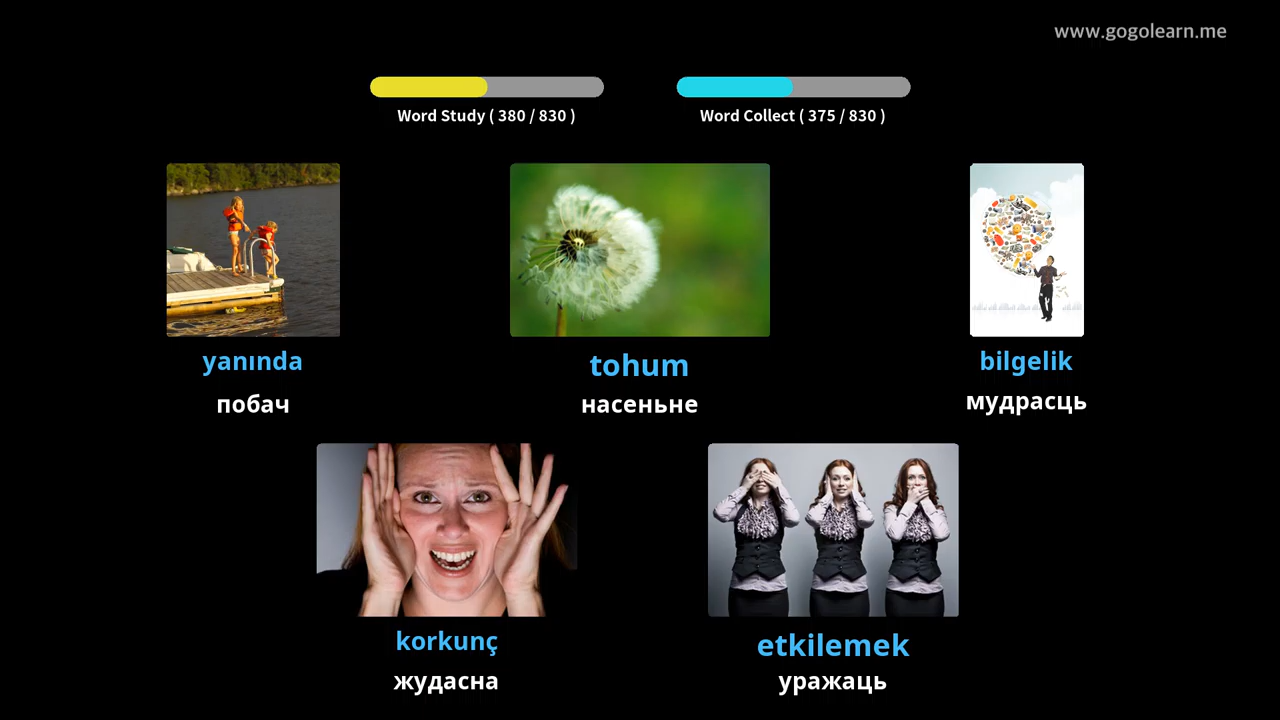 www.gogolearn.me
Word Study ( 380 / 830 )
Word Collect ( 375 / 830 )
yanında
побач
tohum
насеньне
bilgelik
мудрасць
korkunç
жудасна
etkilemek
уражаць